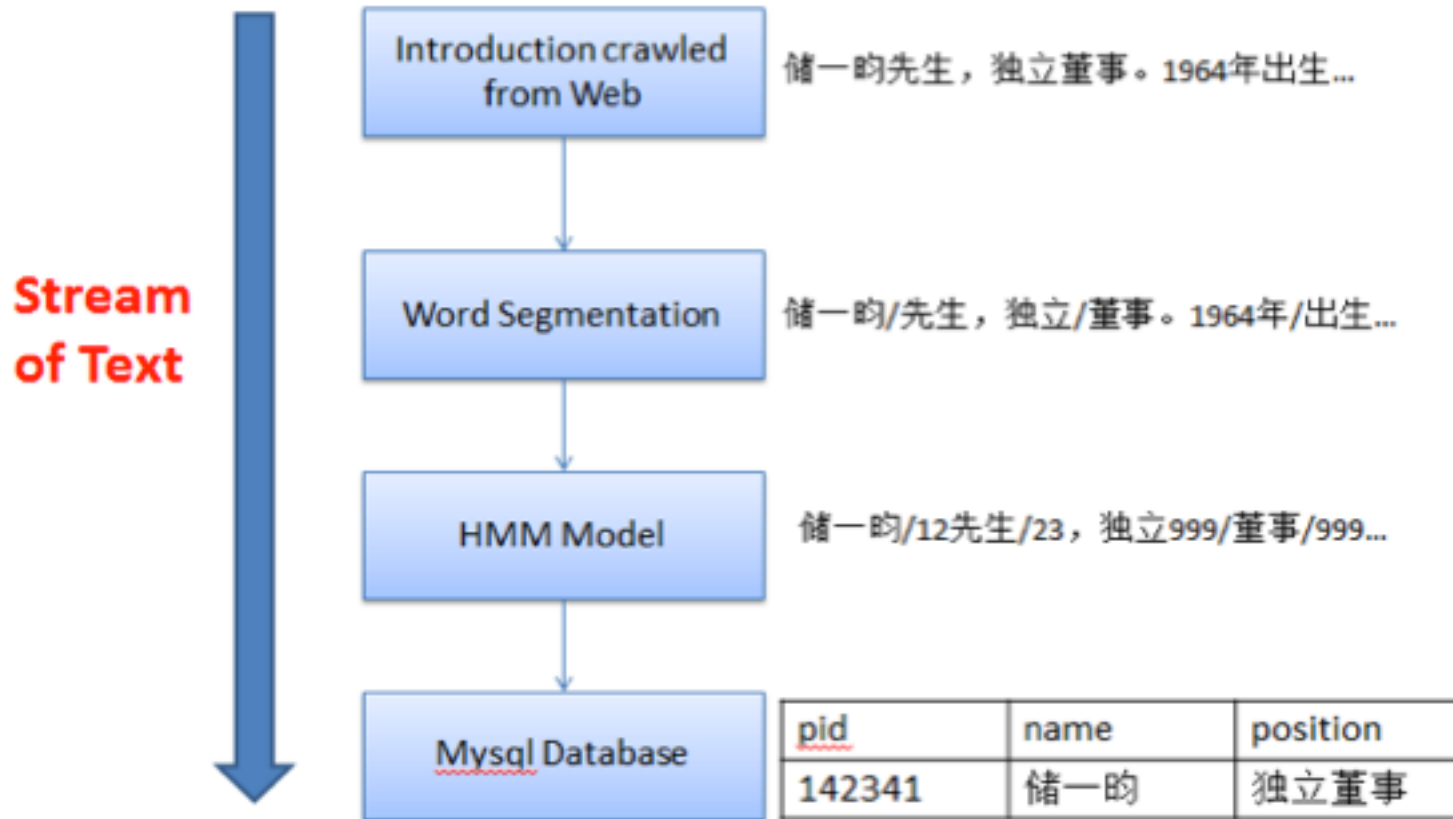 Introduction crawled
from Web
储一昀先生，独立董事。1964年出生...
Stream
of Text
Word Segmentation
储一昀/先生，独立/董事。1964年/出生...
HMM Model
储一昀/12先生/23，独立999/董事/999...
Mysql Database
pid name position
142341 储一昀 独立董事